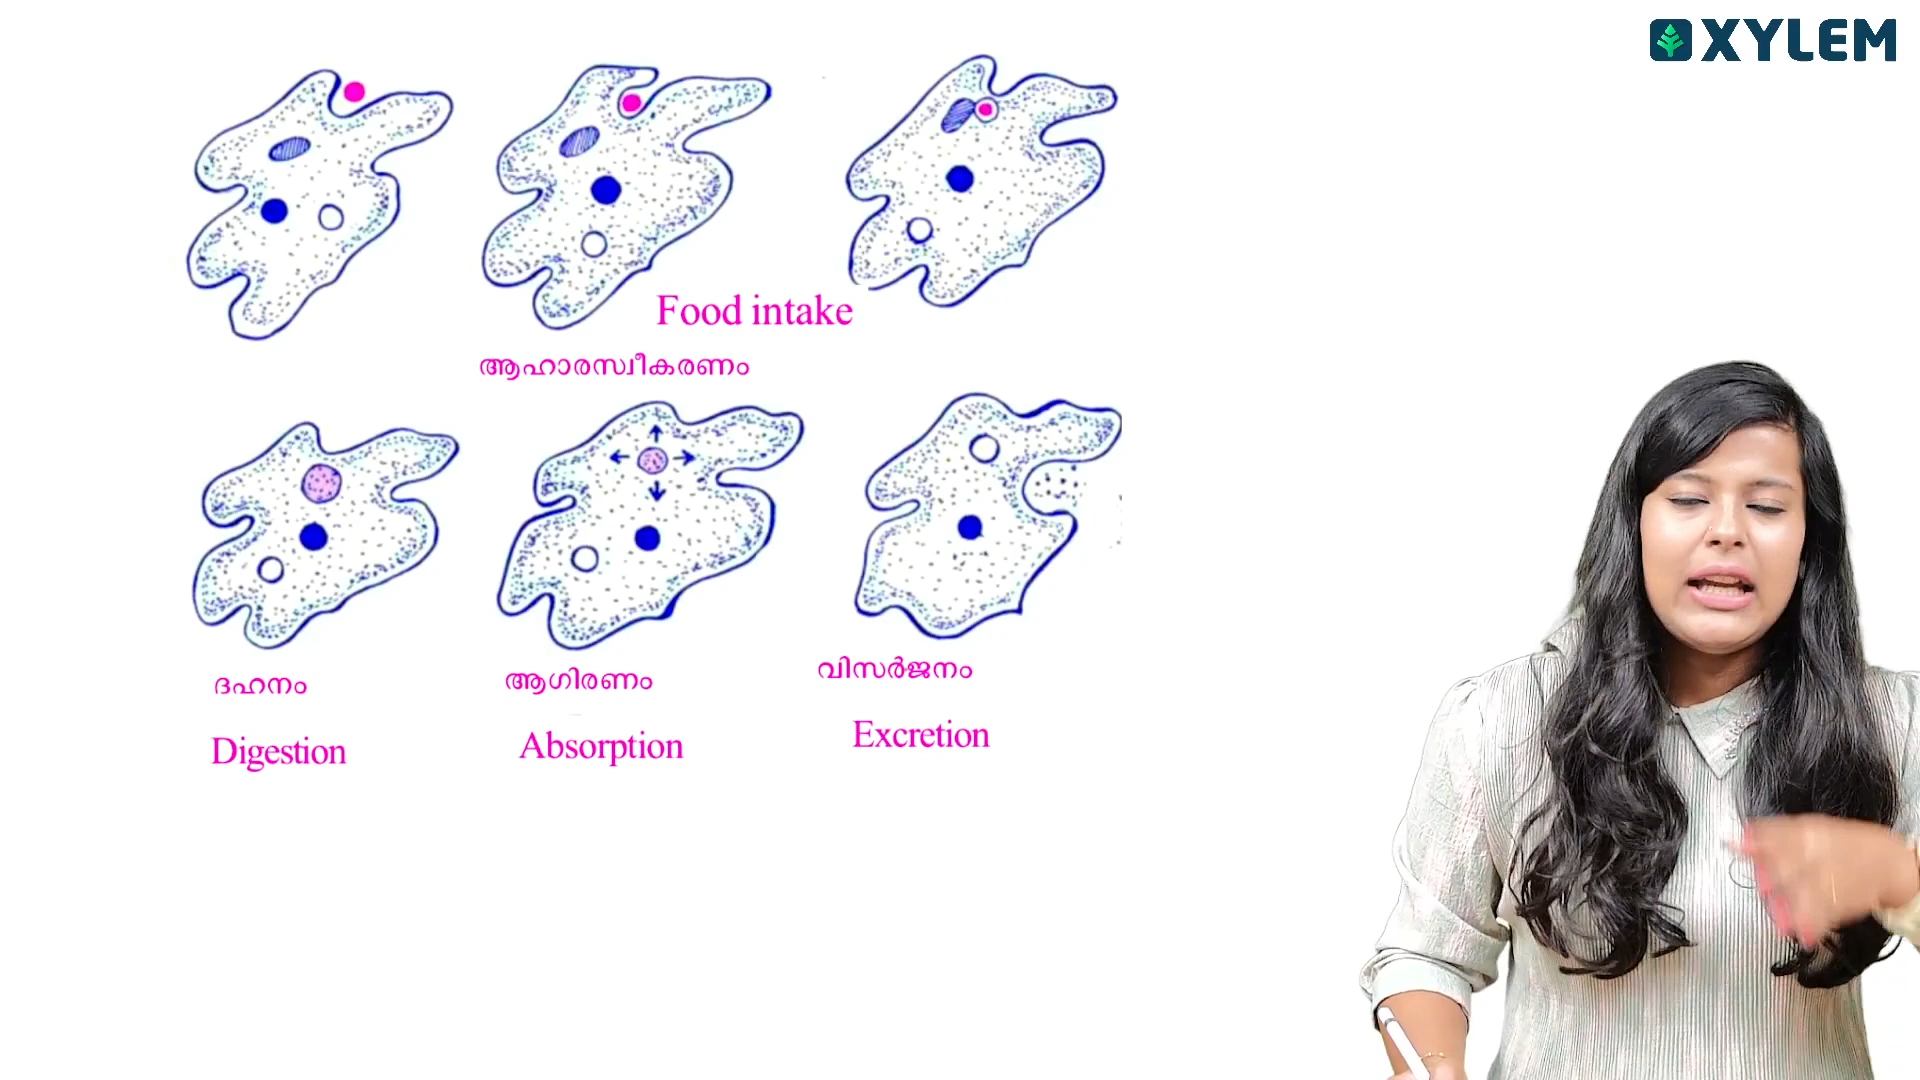 XYLEM
Food intake
ആഹാരസ്വീകരണം
ദഹനം
ആഗിരണം
വിസർജനം
Digestion
Absorption
Excretion